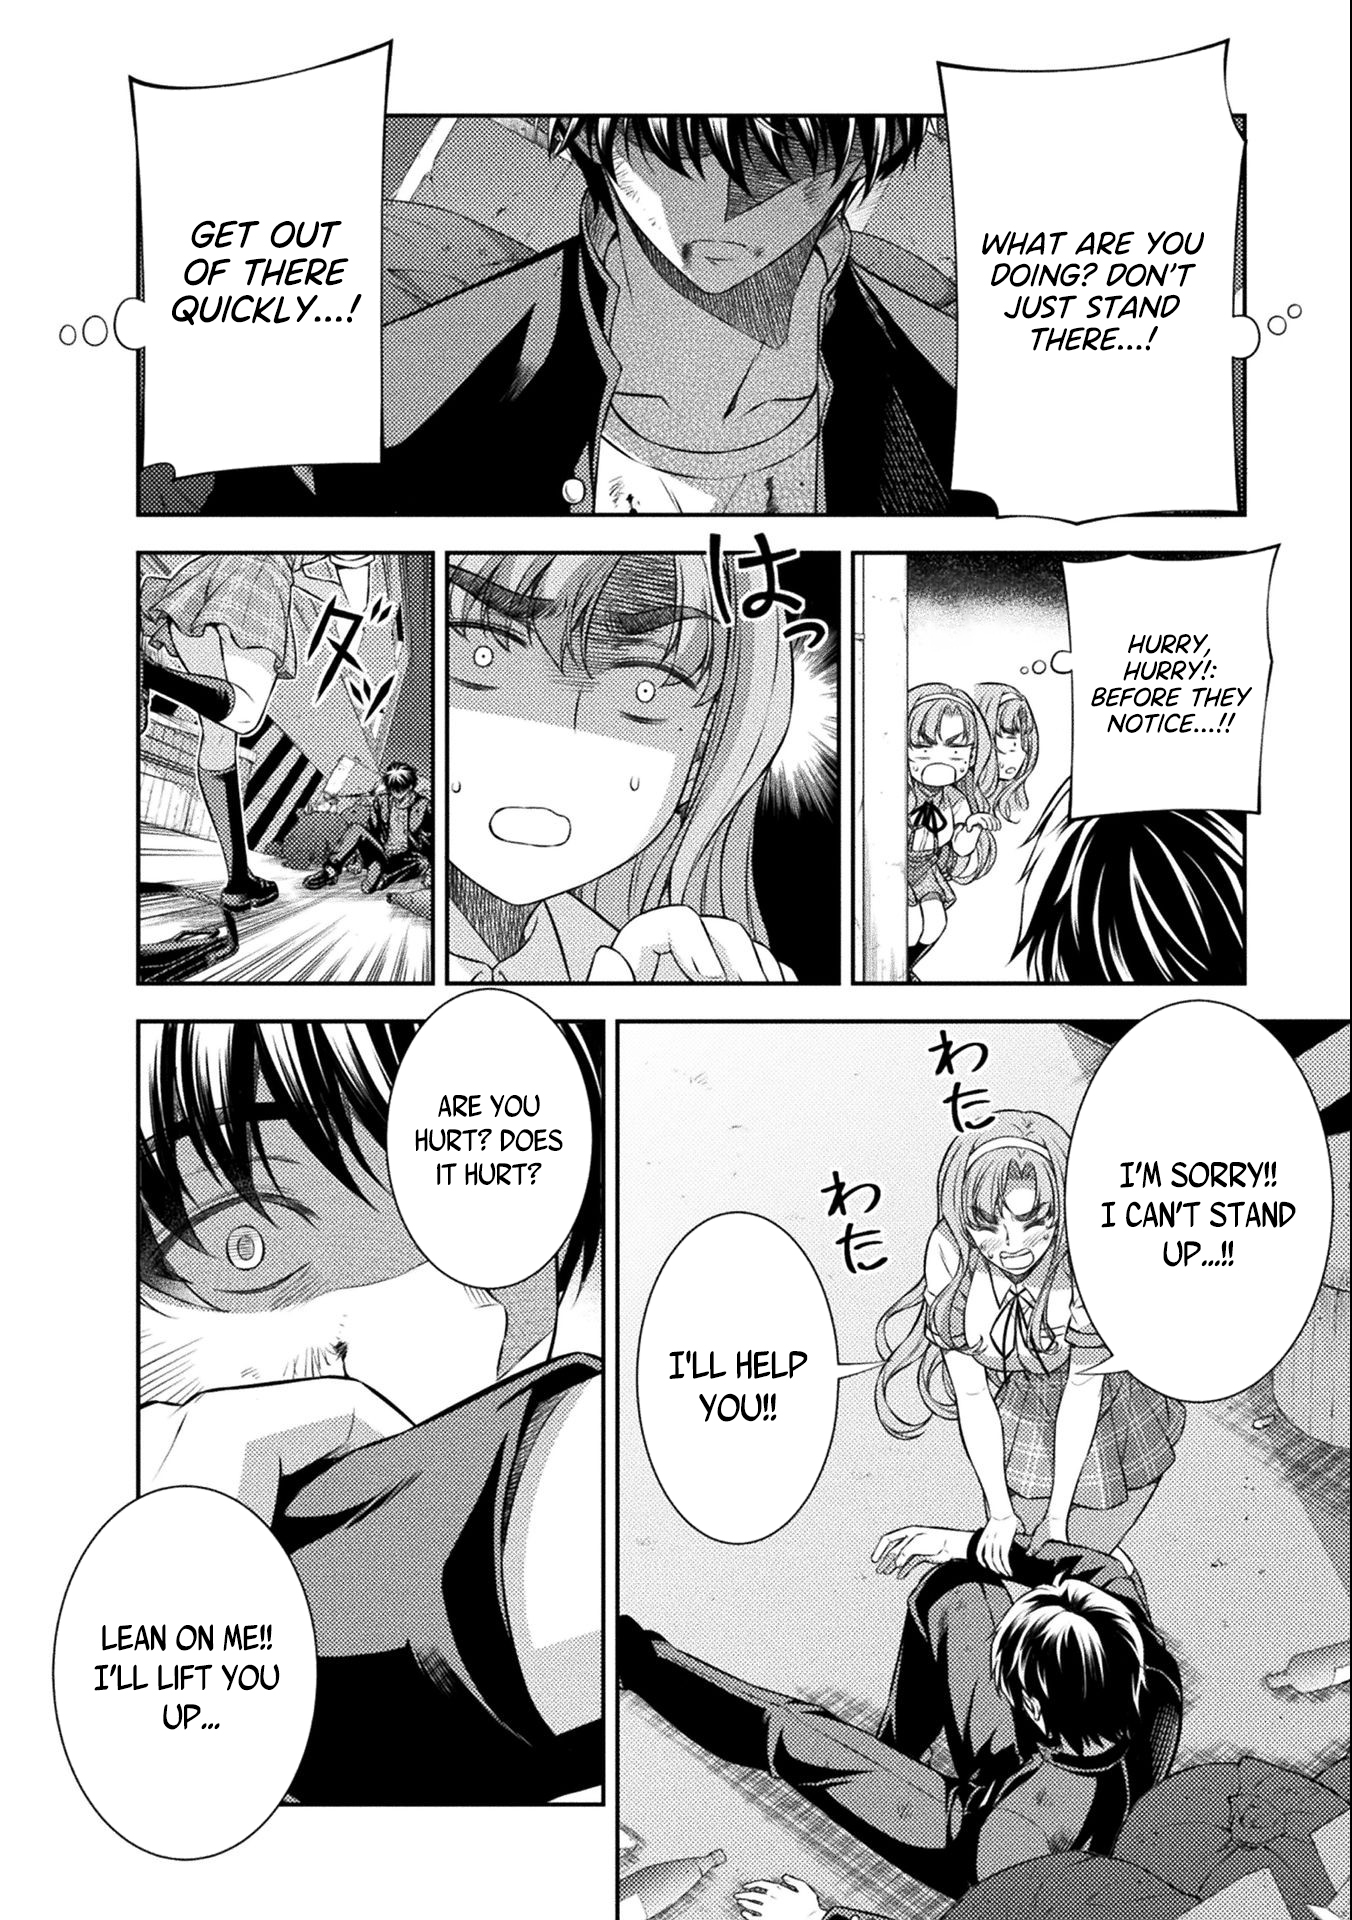 WHAT ARE YOU
DOING? DON'T
JUST STAND
THERE...!
GET OUT
OF THERE
QUICKLY...!
HURRY,
HURRY!:
BEFORE THEY
NOTICE...!!
はっ
ダッ
I'M SORRY!!
I CAN'T STAND
UP...!!
わた
わた
I'LL HELP
YOU!!
ARE YOU
HURT? DOES
IT HURT?
LEAN ON ME!!
I'LL LIFT YOU
UP...